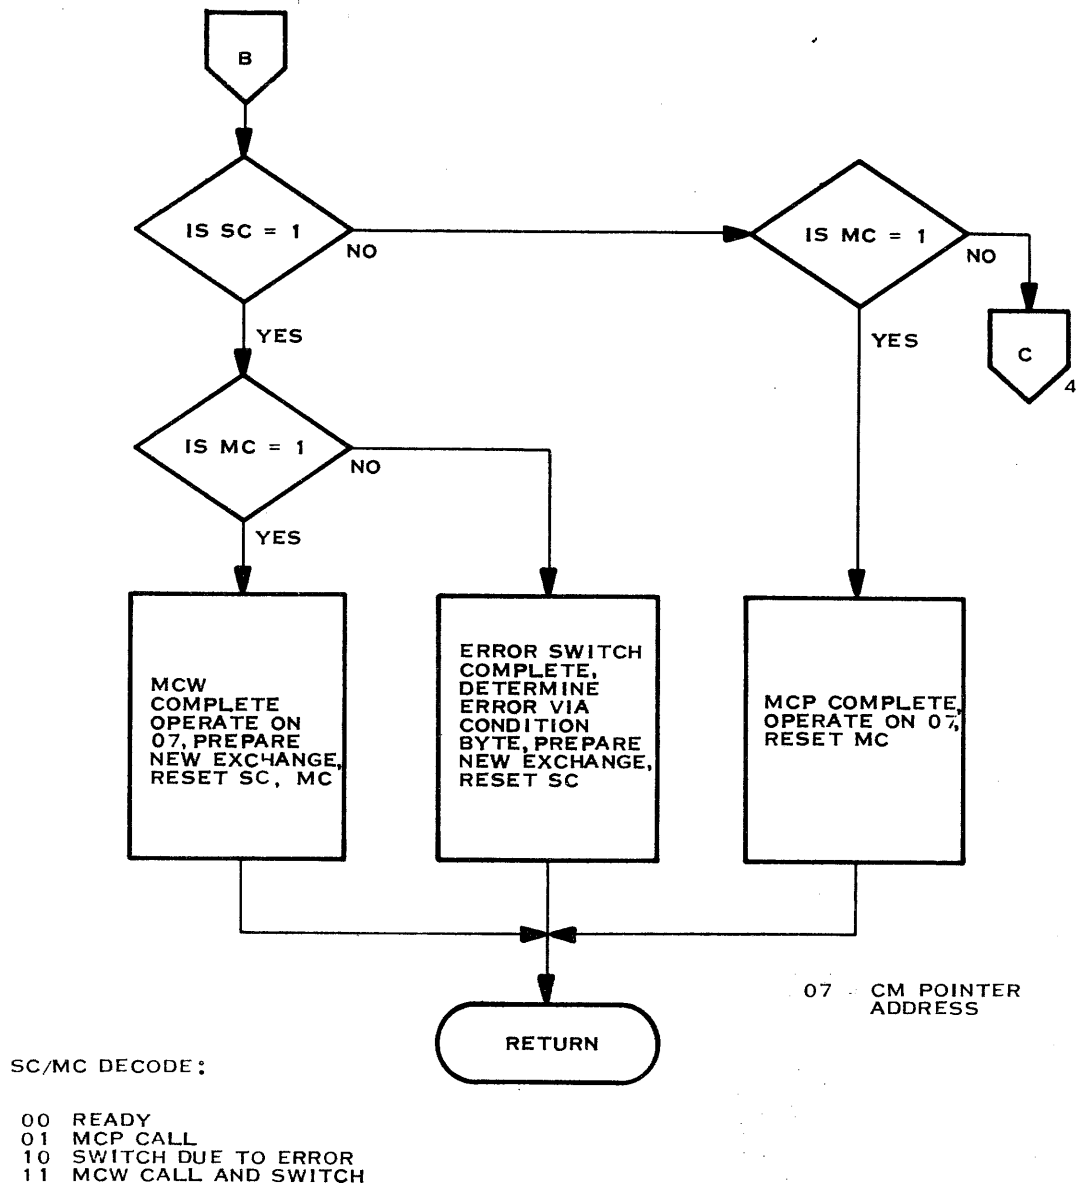 B
IS SC = 1
NO
IS MC = 1
NO
YES
YES
C
4
IS MC = 1
NO
YES
MCW
COMPLETE
OPERATE ON
07, PREPARE
NEW EXCHANGE,
RESET SC, MC
ERROR SWITCH
COMPLETE,
DETERMINE
ERROR VIA
CONDITION
BYTE, PREPARE
NEW EXCHANGE,
RESET SC
MCP COMPLETE,
OPERATE ON 07,
RESET MC
07 - CM POINTER
ADDRESS
RETURN
SC/MC DECODE:
00 READY
01 MCP CALL
10 SWITCH DUE TO ERROR
11 MCW CALL AND SWITCH